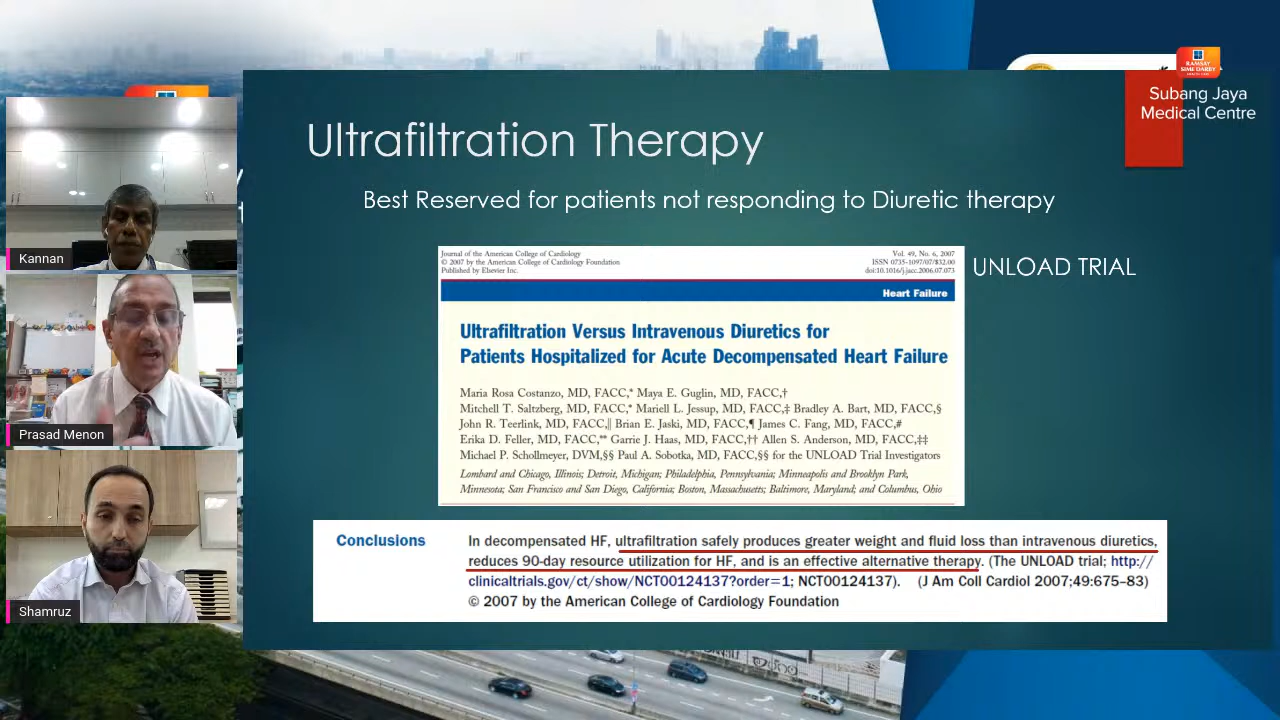 RAMSAY
SIME DARBY
Subang Jaya
Medical Centre
Ultrafiltration Therapy
Best Reserved for patients not responding to Diuretic therapy
Kannan
Prasad Menon
Shamruz
Journal of the American College of Cardiology
© 2007 by the American College of Cardiology Foundation
Published by Elsevier Inc.
Vol. 49, No. 6, 2007
ISSN 0735-1097/07/$32.00
doi:10.1016/j.jacc.2006.07.073
UNLOAD TRIAL
Heart Failure
Ultrafiltration Versus Intravenous Diuretics for
Patients Hospitalized for Acute Decompensated Heart Failure
Maria Rosa Costanzo, MD, FACC,* Maya E. Guglin, MD, FACC,†
Mitchell T. Saltzberg, MD, FACC,* Mariell L. Jessup, MD, FACC,‡ Bradley A. Bart, MD, FACC,§
John R. Teerlink, MD, FACC,|| Brian E. Jaski, MD, FACC,¶ James C. Fang, MD, FACC,#
Erika D. Feller, MD, FACC,** Garrie J. Haas, MD, FACC,†† Allen S. Anderson, MD, FACC,‡‡
Michael P. Schollmeyer, DVM,§§ Paul A. Sobotka, MD, FACC,§§ for the UNLOAD Trial Investigators
Lombard and Chicago, Illinois; Detroit, Michigan; Philadelphia, Pennsylvania; Minneapolis and Brooklyn Park,
Minnesota; San Francisco and San Diego, California; Boston, Massachusetts; Baltimore, Maryland; and Columbus, Ohio
Conclusions
In decompensated HF, ultrafiltration safely produces greater weight and fluid loss than intravenous diuretics,
reduces 90-day resource utilization for HF, and is an effective alternative therapy. (The UNLOAD trial; http://
clinicaltrials.gov/ct/show/NCT00124137?order=1; NCT00124137). (J Am Coll Cardiol 2007;49:675–83)
© 2007 by the American College of Cardiology Foundation